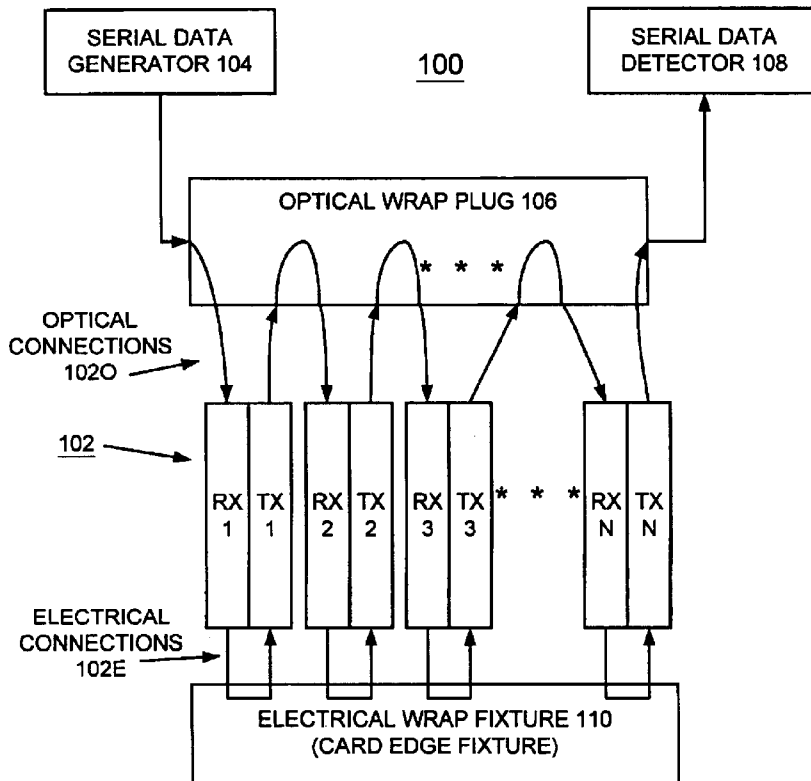 SERIAL DATA
GENERATOR 104
100
SERIAL DATA
DETECTOR 108
OPTICAL WRAP PLUG 106
* * *
OPTICAL
CONNECTIONS
102O
102
RX
1
TX
1
RX
2
TX
2
RX
3
TX
3
* * *
RX
N
TX
N
ELECTRICAL
CONNECTIONS
102E
ELECTRICAL WRAP FIXTURE 110
(CARD EDGE FIXTURE)